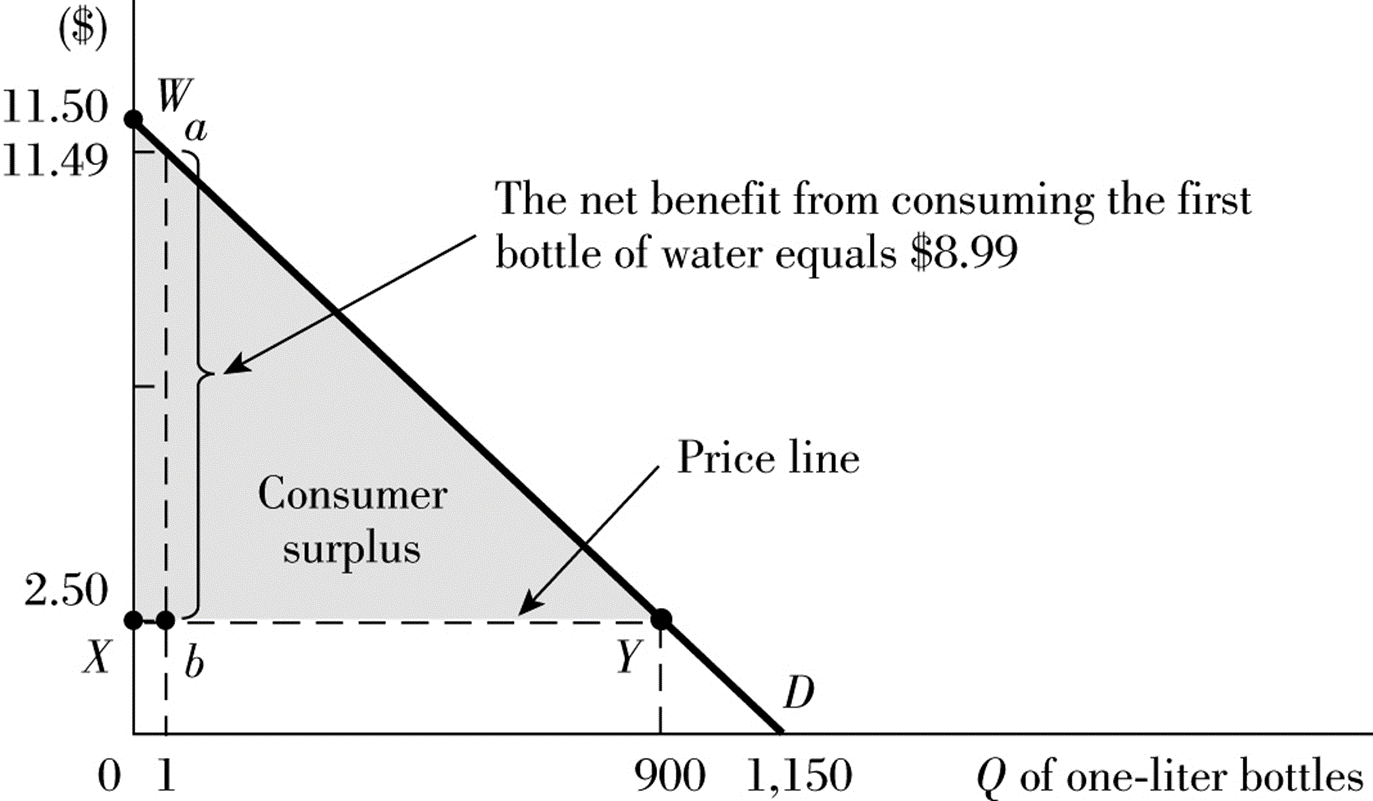 ($)
11.50
W
a
11.49
The net benefit from consuming the first
bottle of water equals $8.99
Price line
Consumer
surplus
2.50
X
b
Y
D
0
1
900
1,150
Q of one-liter bottles